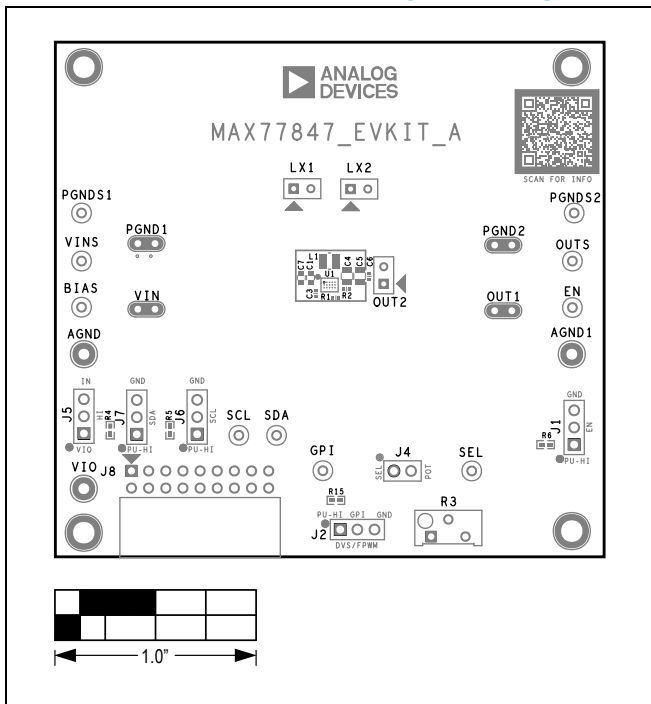 ANALOG
DEVICES
MAX77847_EVKIT_A
SCAN FOR INFO
LX1 LX2
PGNDS1 PGNDS2
PGND1 PGND2
VINS OUTS
C7 C1 L1 C4 C5 C6
U1
C3 R1 R2
OUT2
BIAS VIN OUT1 EN
AGND AGND1
IN GND GND GND
J5 HI R4 J7 SDA R5 J6 SCL SCL SDA
VIO PU-HI PU-HI
J1 EN R6 PU-HI
VIO J8
GPI J4 SEL
SEL POT
R15 R3
PU-HI GPI GND
J2
DVS/FPWM
1.0"